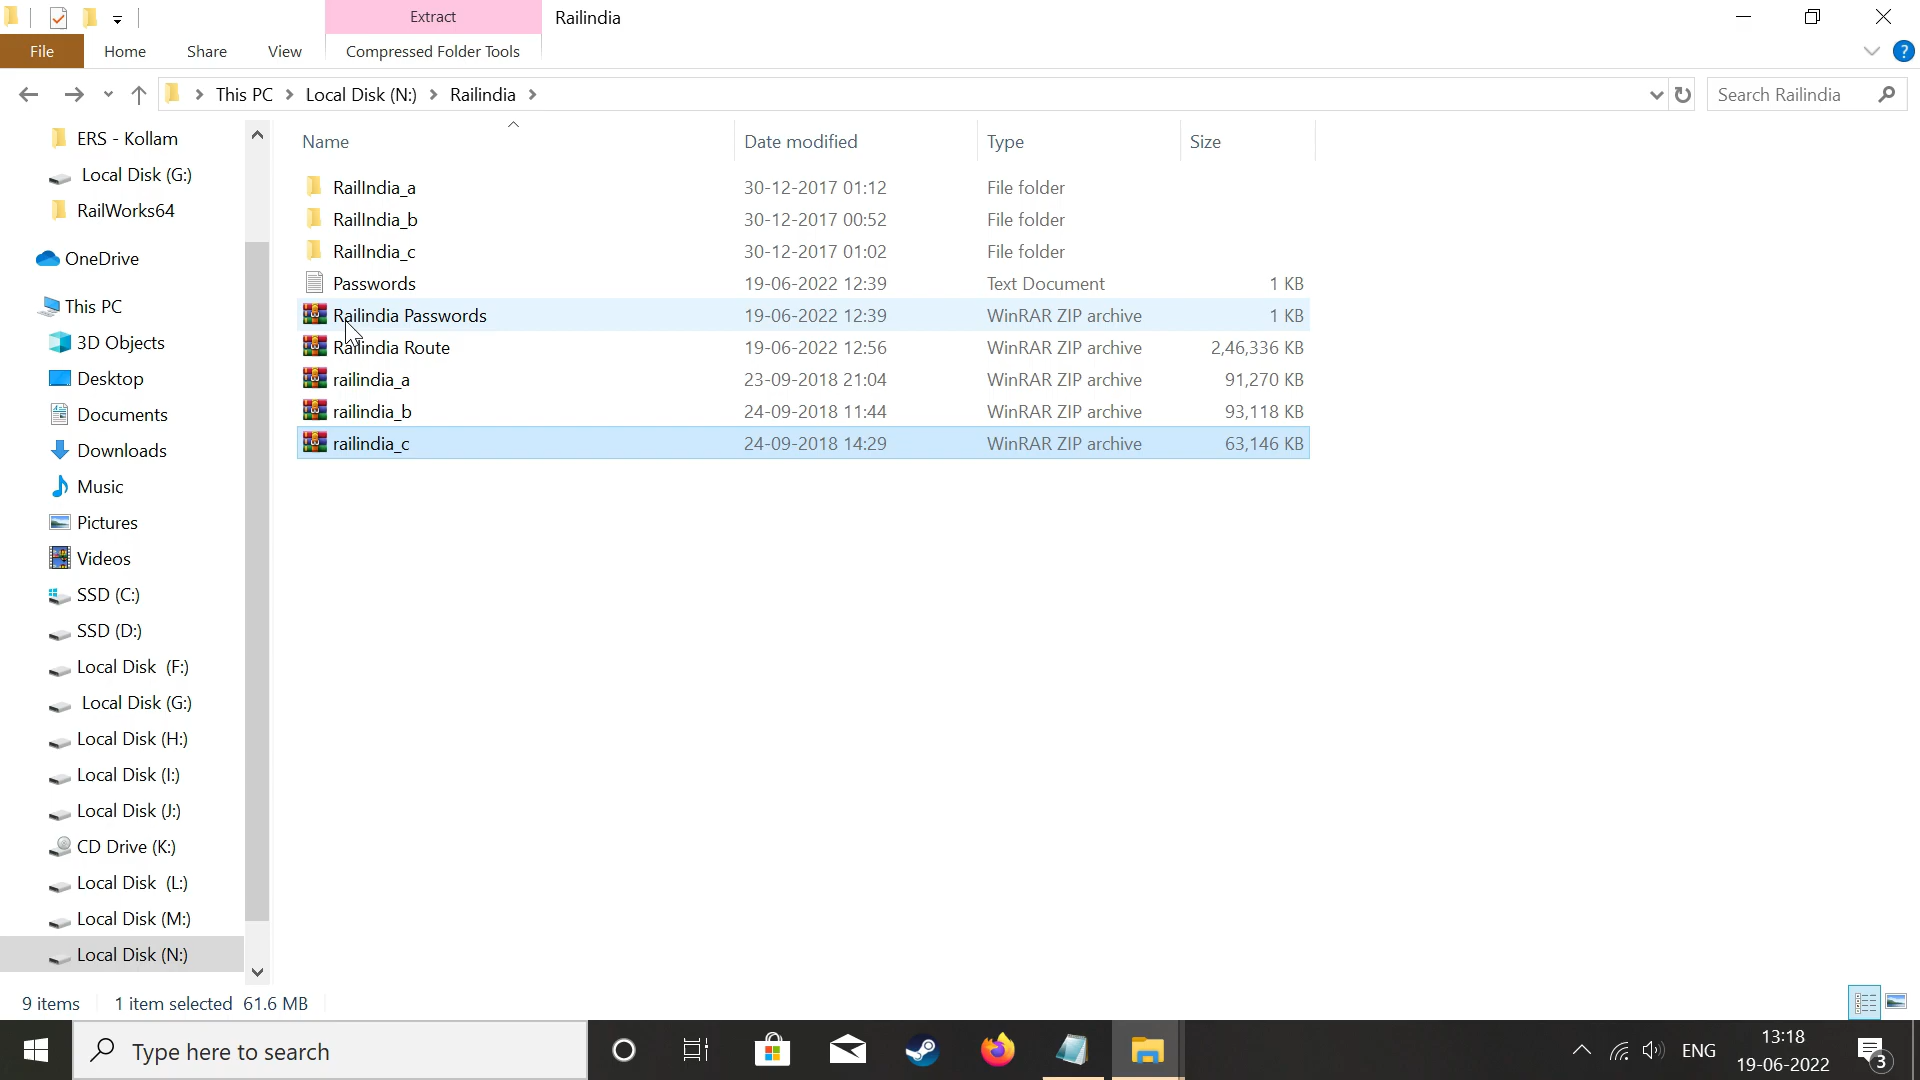 Extract
Railindia
File
Home
Share
View
Compressed Folder Tools
?
This PC
Local Disk (N:)
Railindia
Search Railindia
Name
Date modified
Type
Size
RailIndia_a 30-12-2017 01:12 File folder
RailIndia_b 30-12-2017 00:52 File folder
RailIndia_c 30-12-2017 01:02 File folder
Passwords 19-06-2022 12:39 Text Document 1 KB
Railindia Passwords 19-06-2022 12:39 WinRAR ZIP archive 1 KB
Railindia Route 19-06-2022 12:56 WinRAR ZIP archive 2,46,336 KB
railindia_a 23-09-2018 21:04 WinRAR ZIP archive 91,270 KB
railindia_b 24-09-2018 11:44 WinRAR ZIP archive 93,118 KB
railindia_c 24-09-2018 14:29 WinRAR ZIP archive 63,146 KB
ERS - Kollam
Local Disk (G:)
RailWorks64
OneDrive
This PC
3D Objects
Desktop
Documents
Downloads
Music
Pictures
Videos
SSD (C:)
SSD (D:)
Local Disk (F:)
Local Disk (G:)
Local Disk (H:)
Local Disk (I:)
Local Disk (J:)
CD Drive (K:)
Local Disk (L:)
Local Disk (M:)
Local Disk (N:)
9 items
1 item selected 61.6 MB
Type here to search
ENG
13:18
19-06-2022
3